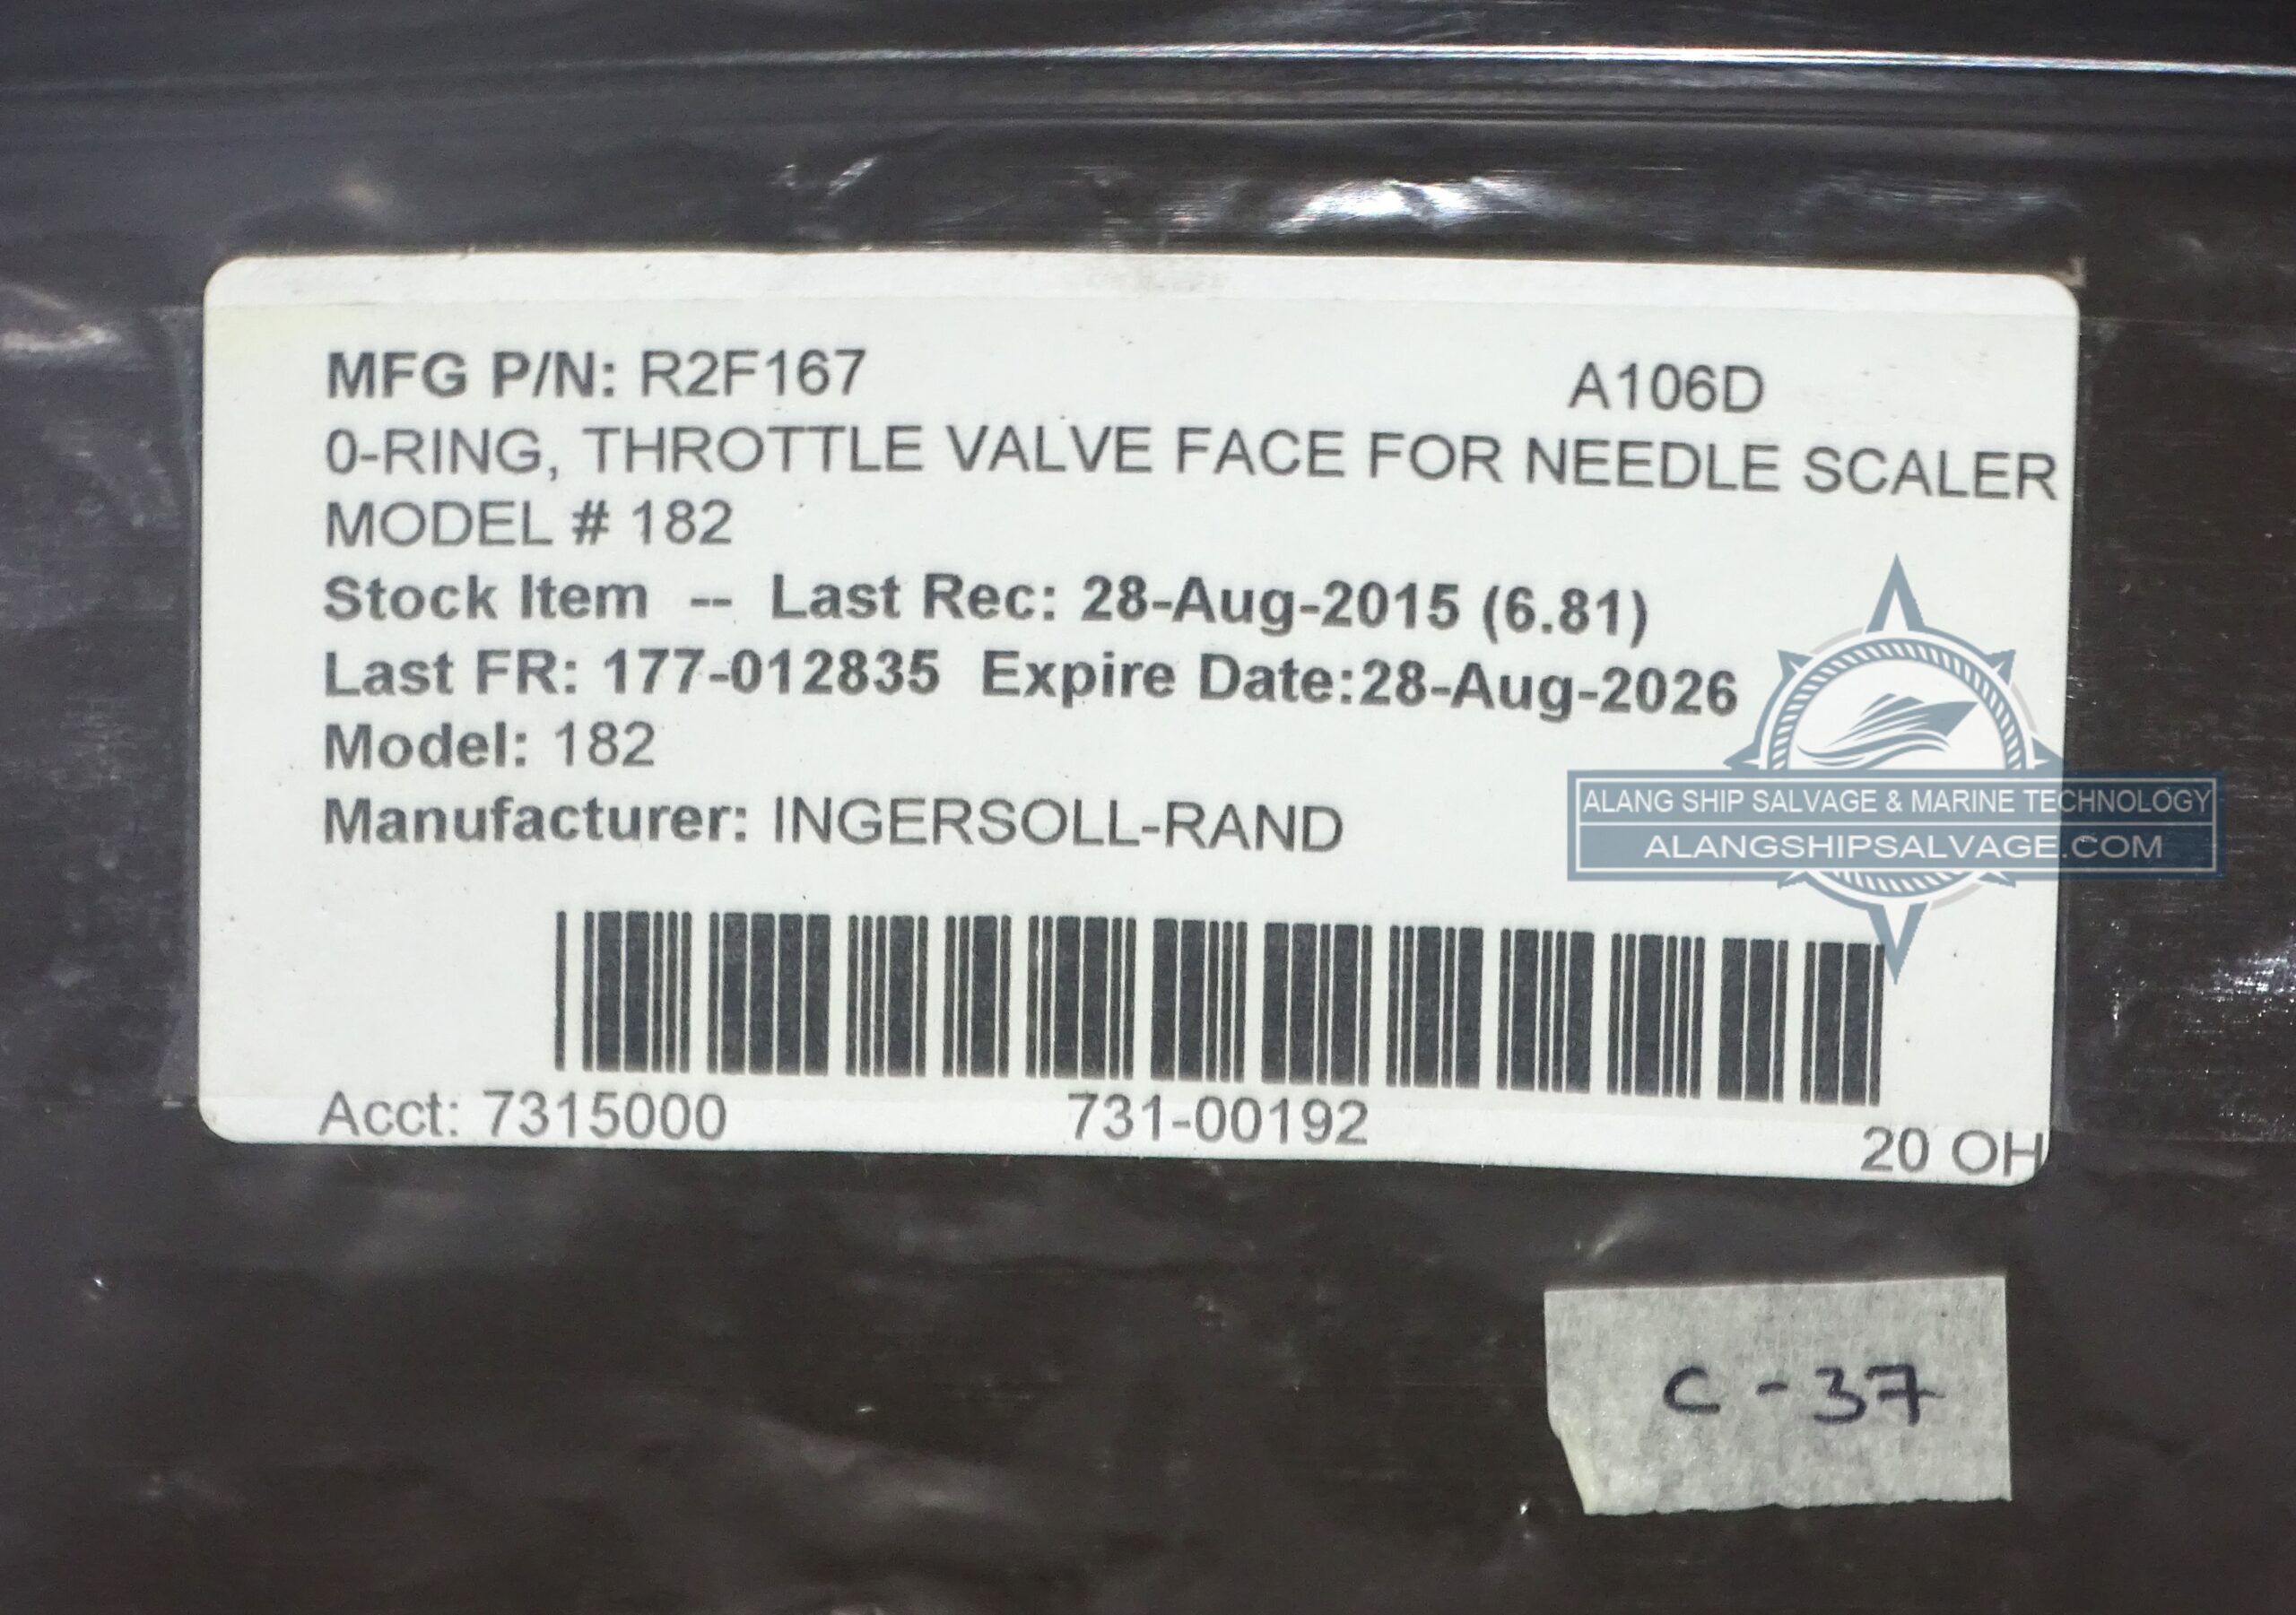 MFG P/N: R2F167 A106D
0-RING, THROTTLE VALVE FACE FOR NEEDLE SCALER
MODEL # 182
Stock Item -- Last Rec: 28-Aug-2015 (6.81)
Last FR: 177-012835 Expire Date:28-Aug-2026
Model: 182
Manufacturer: INGERSOLL-RAND
ALANG SHIP SALVAGE & MARINE TECHNOLOGY
ALANGSHIPSALVAGE.COM
Acct: 7315000 731-00192 20 OH
C-37